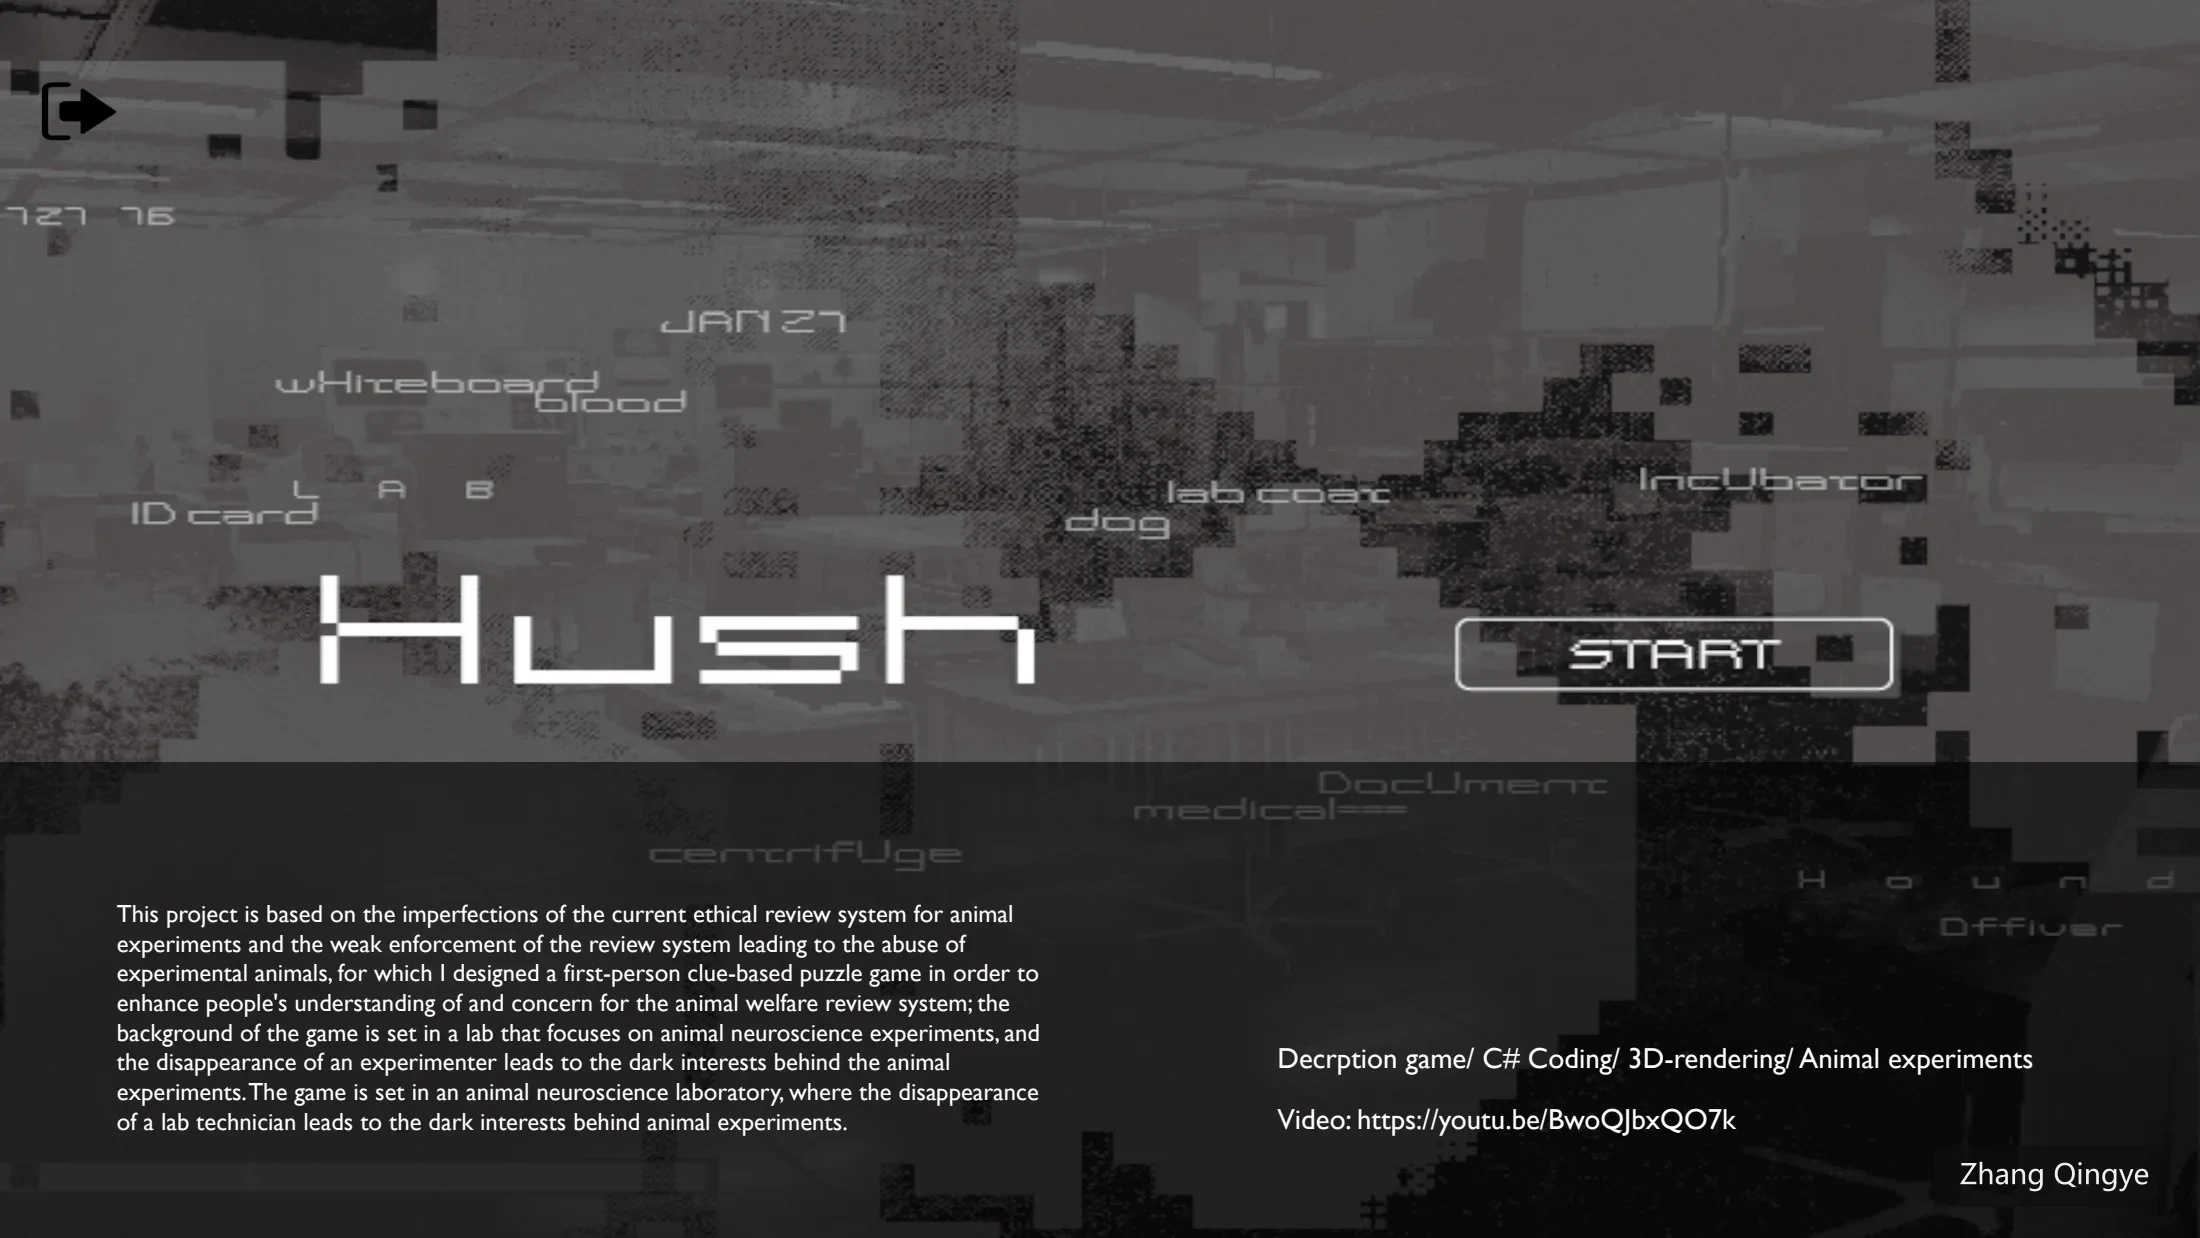 727 76
JAN 27
wHiteboard
blood
L A B
ID card
lab coat
dog
IncUbator
Hush
START
DocUment
medical===
centrifUge
H o u n d
Offiver
This project is based on the imperfections of the current ethical review system for animal
experiments and the weak enforcement of the review system leading to the abuse of
experimental animals, for which I designed a first-person clue-based puzzle game in order to
enhance people's understanding of and concern for the animal welfare review system; the
background of the game is set in a lab that focuses on animal neuroscience experiments, and
the disappearance of an experimenter leads to the dark interests behind the animal
experiments. The game is set in an animal neuroscience laboratory, where the disappearance
of a lab technician leads to the dark interests behind animal experiments.
Decrption game/ C# Coding/ 3D-rendering/ Animal experiments
Video: https://youtu.be/BwoQJbxQO7k
Zhang Qingye